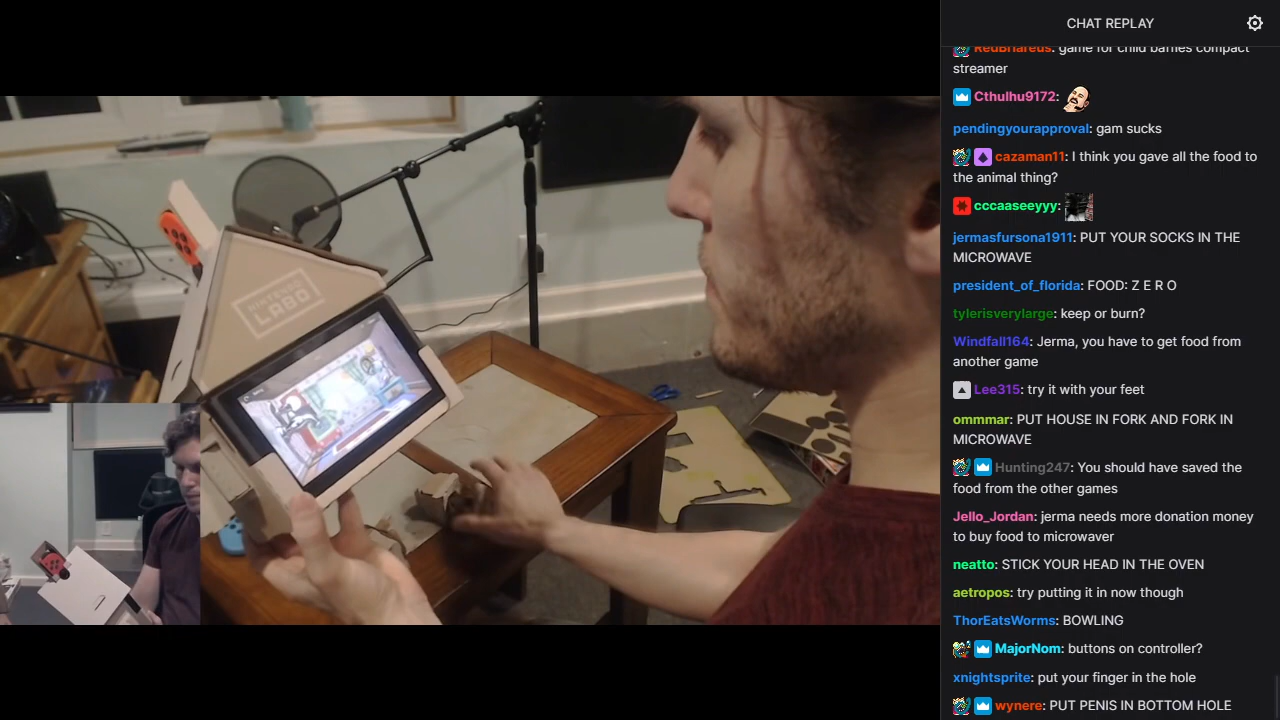 CHAT REPLAY
RedBriareus: game for child baffles compact
streamer
Cthulhu9172:
pendingyourapproval: gam sucks
cazaman11: I think you gave all the food to
the animal thing?
cccaaseeyyy:
jermasfursona1911: PUT YOUR SOCKS IN THE
MICROWAVE
president_of_florida: FOOD: Z E R O
tylerisverylarge: keep or burn?
Windfall164: Jerma, you have to get food from
another game
Lee315: try it with your feet
ommmar: PUT HOUSE IN FORK AND FORK IN
MICROWAVE
Hunting247: You should have saved the
food from the other games
Jello_Jordan: jerma needs more donation money
to buy food to microwaver
neatto: STICK YOUR HEAD IN THE OVEN
aetropos: try putting it in now though
ThorEatsWorms: BOWLING
MajorNom: buttons on controller?
xnightsprite: put your finger in the hole
wynere: PUT PENIS IN BOTTOM HOLE
NINTENDO
LABO